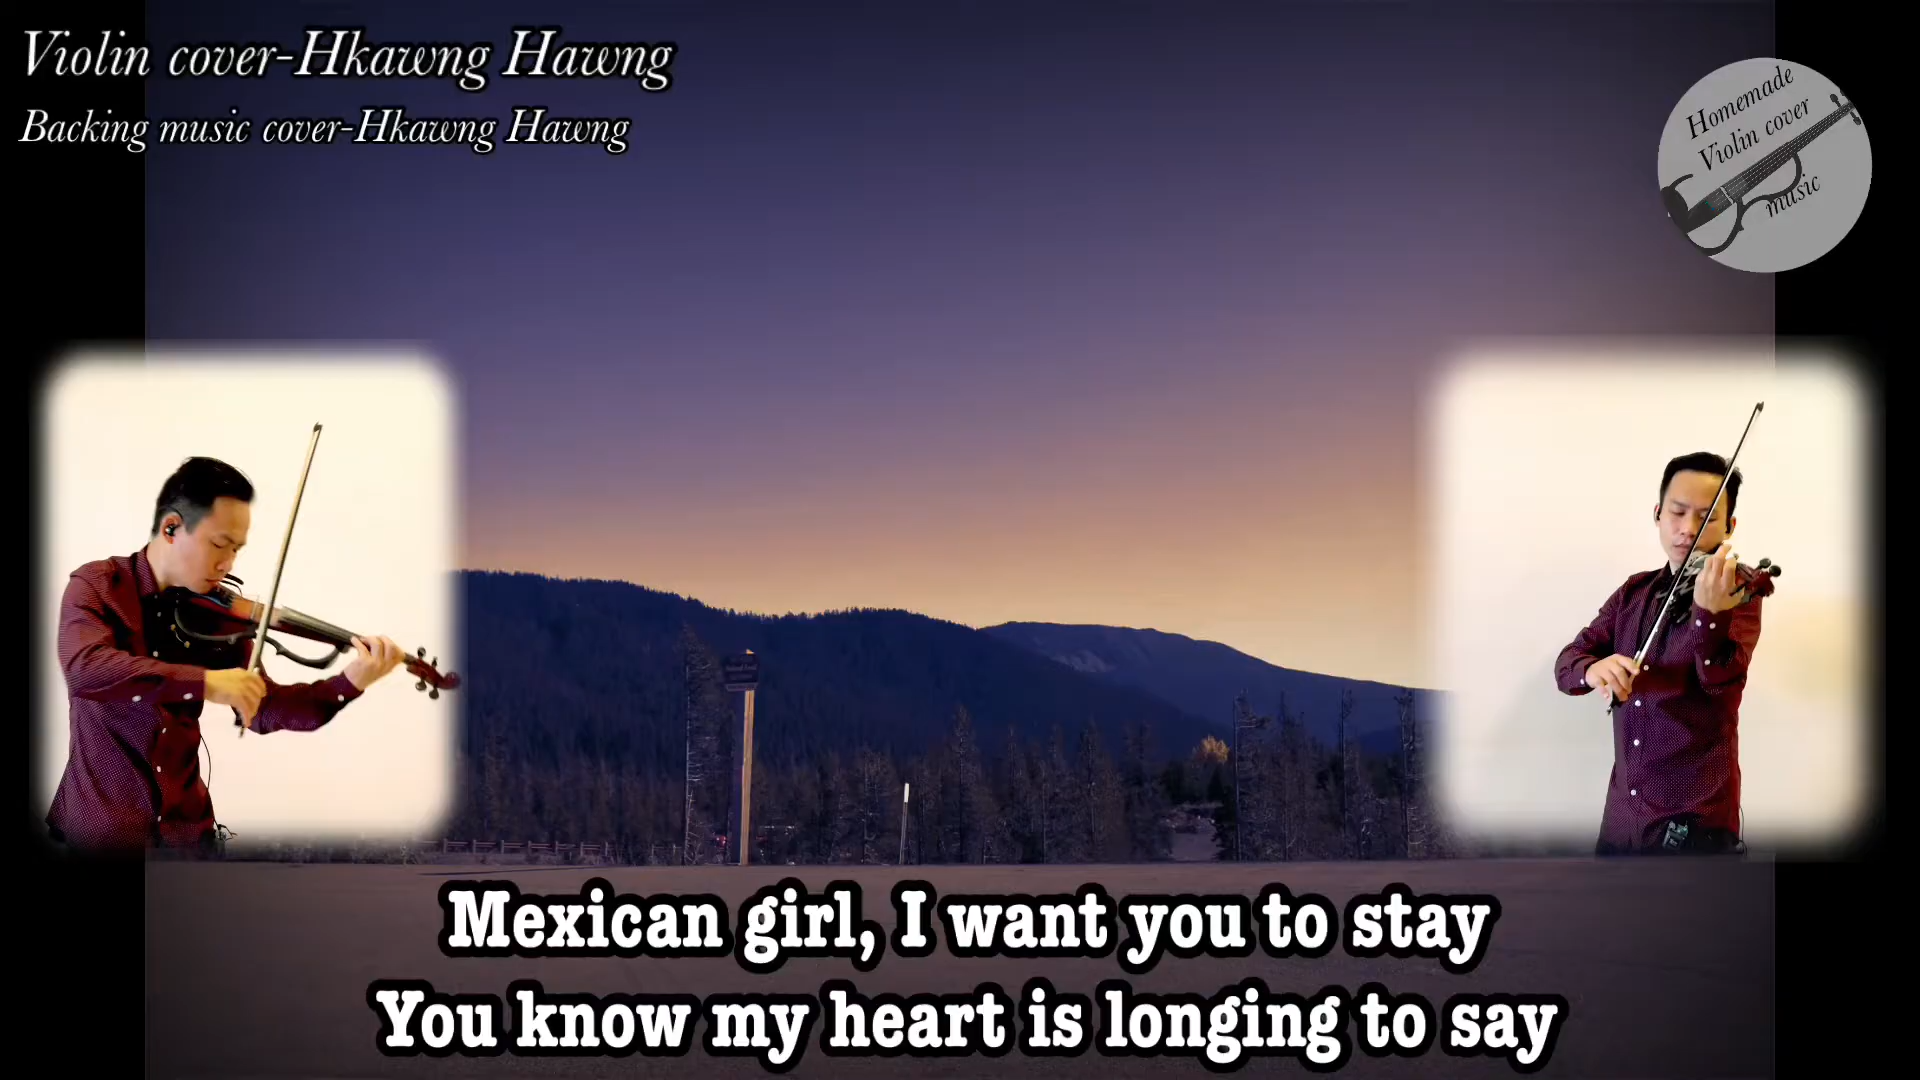 Violin cover-Hkawng Hawng
Backing music cover-Hkawng Hawng
Homemade
Violin cover
music
Mexican girl, I want you to stay
You know my heart is longing to say